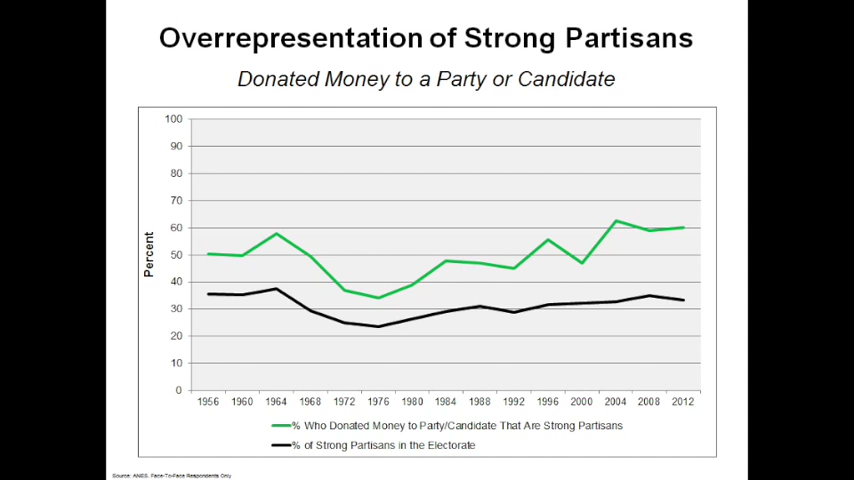 Overrepresentation of Strong Partisans
Donated Money to a Party or Candidate
100
90
80
70
60
50
40
30
20
10
0
Percent
1956 1960 1964 1968 1972 1976 1980 1984 1988 1992 1996 2000 2004 2008 2012
% Who Donated Money to Party/Candidate That Are Strong Partisans
% of Strong Partisans in the Electorate
Source: ANES. Face-To-Face Respondents Only